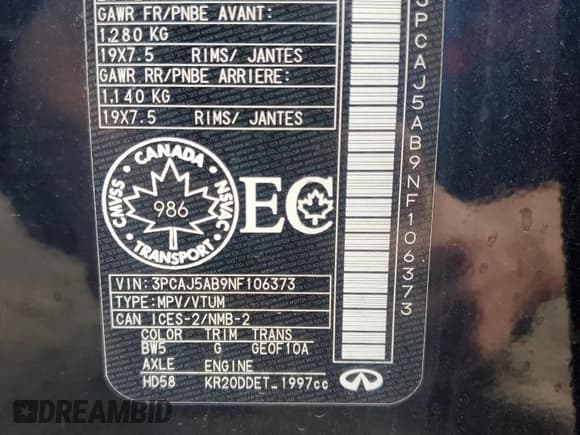 GAWR FR/PNBE AVANT:
1,280 KG
19X7.5 RIMS/ JANTES
GAWR RR/PNBE ARRIERE:
1,140 KG
19X7.5 RIMS/ JANTES
CANADA
CMVSS
NSVAC
986
TRANSPORT
EC
VIN: 3PCAJ5AB9NF106373
TYPE:MPV/VTUM
CAN ICES-2/NMB-2
COLOR TRIM TRANS
BW5 G GEOF10A
AXLE ENGINE
HD58 KR20DDET_1997cc
3PCAJ5AB9NF106373
DREAMBID